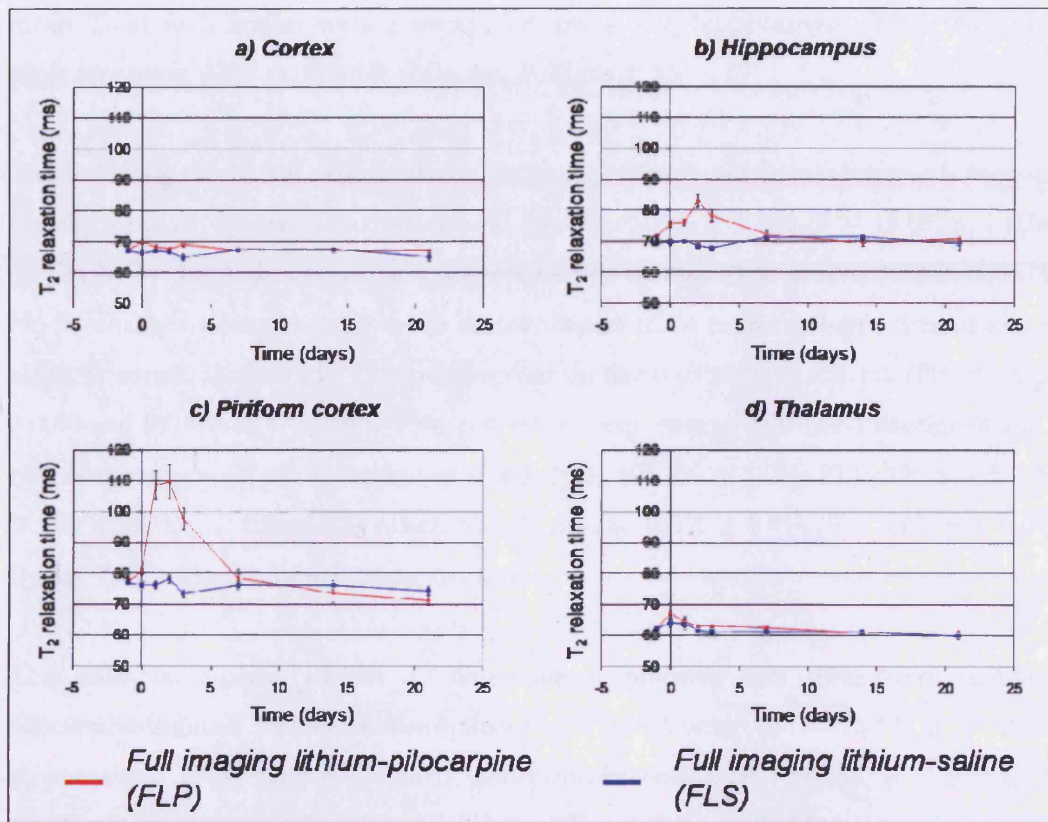 a) Cortex
T2 relaxation time (ms)
120
110
100
90
80
70
60
50
-5 0 5 10 15 20 25
Time (days)
b) Hippocampus
T2 relaxation time (ms)
120
110
100
90
80
70
60
50
-5 0 5 10 15 20 25
Time (days)
c) Piriform cortex
T2 relaxation time (ms)
120
110
100
90
80
70
60
50
-5 0 5 10 15 20 25
Time (days)
d) Thalamus
T2 relaxation time (ms)
120
110
100
90
80
70
60
50
-5 0 5 10 15 20 25
Time (days)
Full imaging lithium-pilocarpine
(FLP)
Full imaging lithium-saline
(FLS)